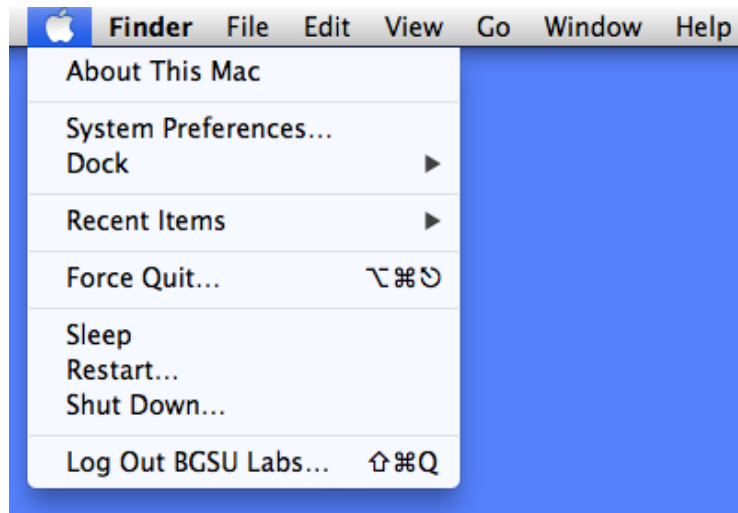 Finder File Edit View Go Window Help
About This Mac
System Preferences...
Dock ▶
Recent Items ▶
Force Quit... ⌥⌘⎋
Sleep
Restart...
Shut Down...
Log Out BGSU Labs... ⇧⌘Q